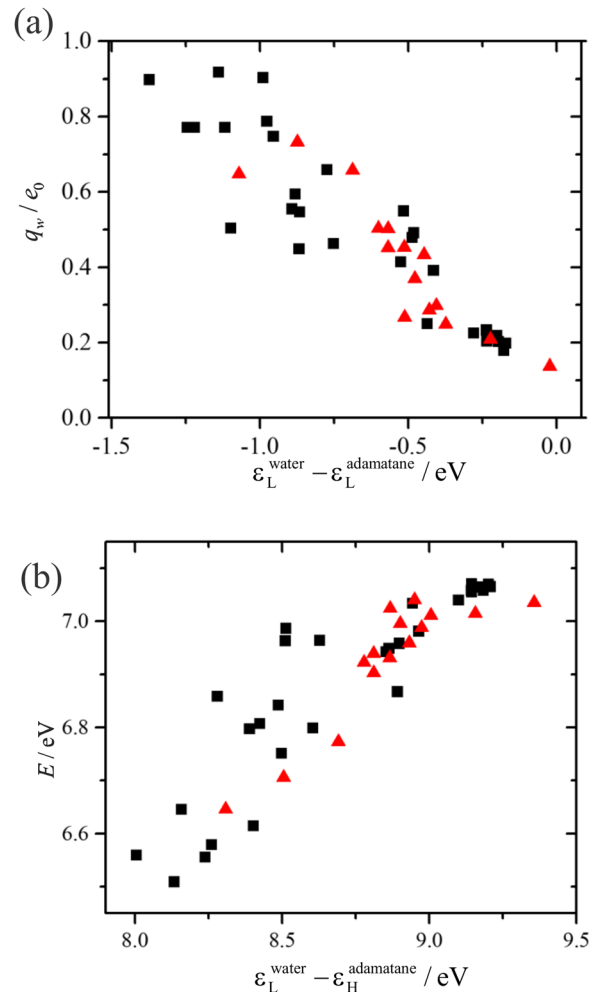 (a)
1.0
0.8
0.6
0.4
0.2
0.0
q_w / e_0
-1.5 -1.0 -0.5 0.0
ε_L^water − ε_L^adamatane / eV
(b)
7.0
6.8
6.6
E / eV
8.0 8.5 9.0 9.5
ε_L^water − ε_H^adamatane / eV